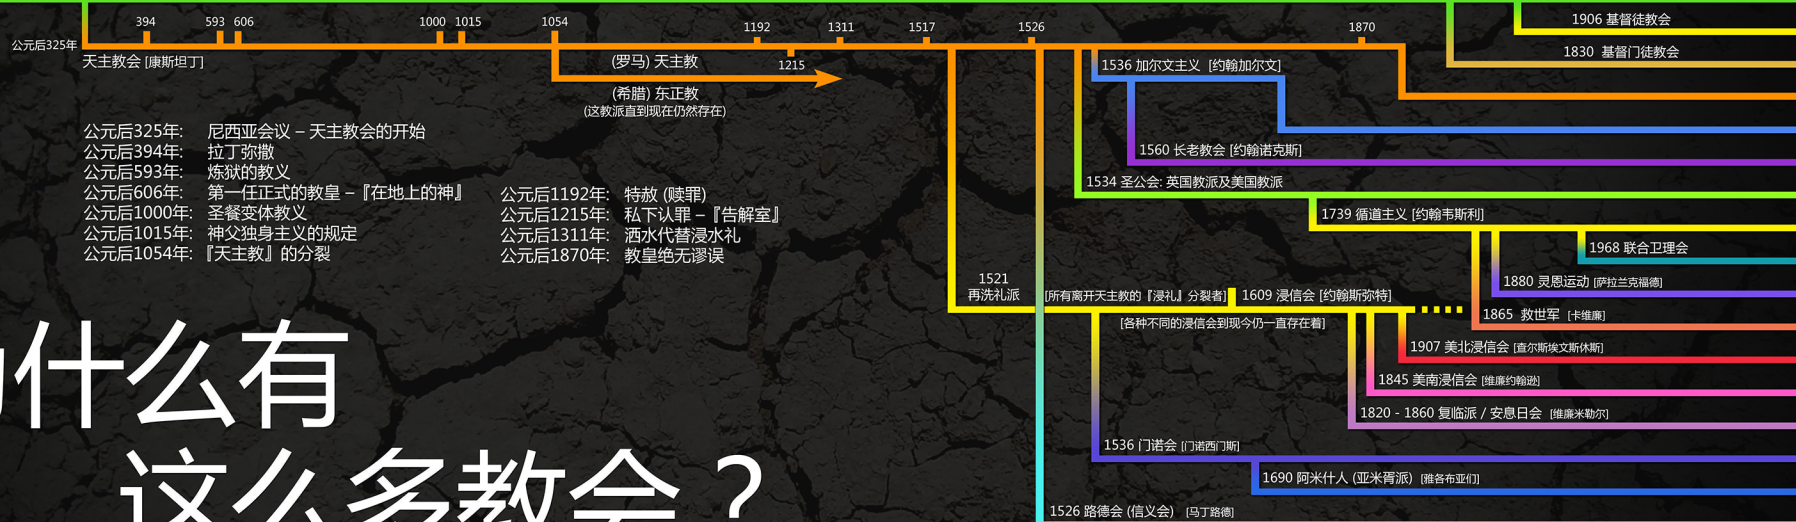 394
593
606
1000
1015
1054
1192
1311
1517
1526
1870
1906 基督徒教会
公元后325年
天主教会 [康斯坦丁]
(罗马) 天主教
1215
1536 加尔文主义 [约翰加尔文]
1830 基督门徒教会
(希腊) 东正教
(这教派直到现在仍然存在)
公元后325年: 尼西亚会议 – 天主教会的开始
公元后394年: 拉丁弥撒
公元后593年: 炼狱的教义
公元后606年: 第一任正式的教皇 –『在地上的神』
公元后1000年: 圣餐变体教义
公元后1015年: 神父独身主义的规定
公元后1054年: 『天主教』的分裂
公元后1192年: 特赦 (赎罪)
公元后1215年: 私下认罪 –『告解室』
公元后1311年: 洒水代替浸水礼
公元后1870年: 教皇绝无谬误
1560 长老教会 [约翰诺克斯]
1534 圣公会: 英国教派及美国教派
1739 循道主义 [约翰韦斯利]
1968 联合卫理会
1880 灵恩运动 [萨拉兰克福德]
1865 救世军 [卡维廉]
1521
再洗礼派
[所有离开天主教的『浸礼』分裂者]
1609 浸信会 [约翰斯弥特]
[各种不同的浸信会到现今仍一直存在着]
1907 美北浸信会 [查尔斯埃文斯休斯]
1845 美南浸信会 [维廉约翰逊]
1820 - 1860 复临派 / 安息日会 [维廉米勒尔]
1536 门诺会 [门诺西门斯]
1690 阿米什人 (亚米胥派) [雅各布亚们]
1526 路德会 (信义会) [马丁路德]
什么有
这么多教会？